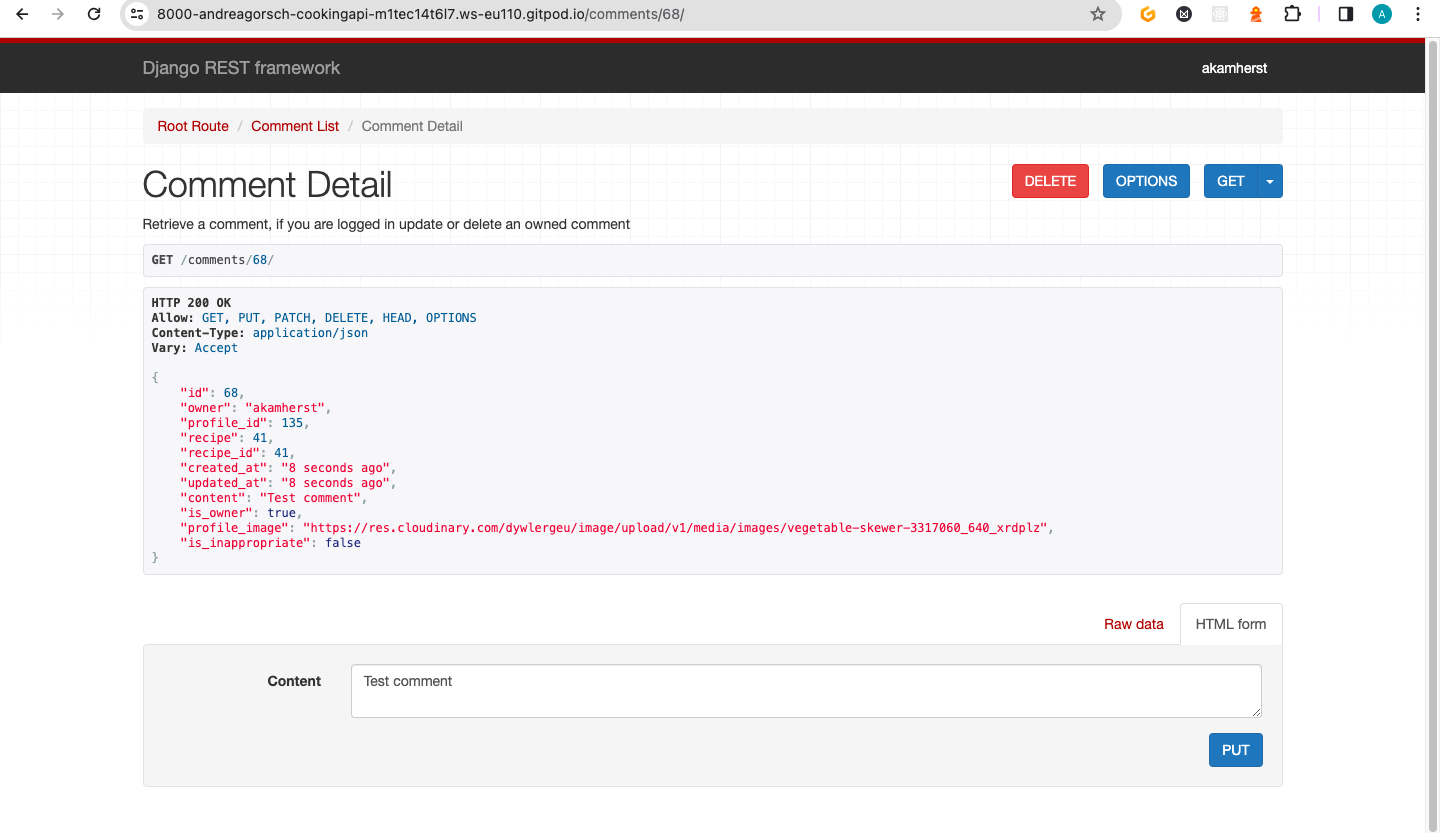 8000-andreagorsch-cookingapi-m1tec14t6l7.ws-eu110.gitpod.io/comments/68/
A
Django REST framework
akamherst
Root Route / Comment List / Comment Detail
Comment Detail
DELETE
OPTIONS
GET
Retrieve a comment, if you are logged in update or delete an owned comment
GET /comments/68/
HTTP 200 OK
Allow: GET, PUT, PATCH, DELETE, HEAD, OPTIONS
Content-Type: application/json
Vary: Accept
{
    "id": 68,
    "owner": "akamherst",
    "profile_id": 135,
    "recipe": 41,
    "recipe_id": 41,
    "created_at": "8 seconds ago",
    "updated_at": "8 seconds ago",
    "content": "Test comment",
    "is_owner": true,
    "profile_image": "https://res.cloudinary.com/dywlergeu/image/upload/v1/media/images/vegetable-skewer-3317060_640_xrdplz",
    "is_inappropriate": false
}
Raw data
HTML form
Content
Test comment
PUT